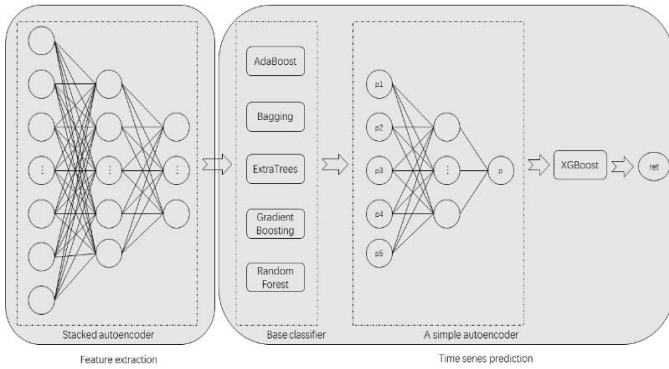 AdaBoost
Bagging
ExtraTrees
Gradient
Boosting
Random
Forest
p1
p2
p3
p4
p5
p
XGBoost
ret
⋮
⋮
⋮
⋮
Stacked autoencoder
Base classifier
A simple autoencoder
Feature extraction
Time series prediction